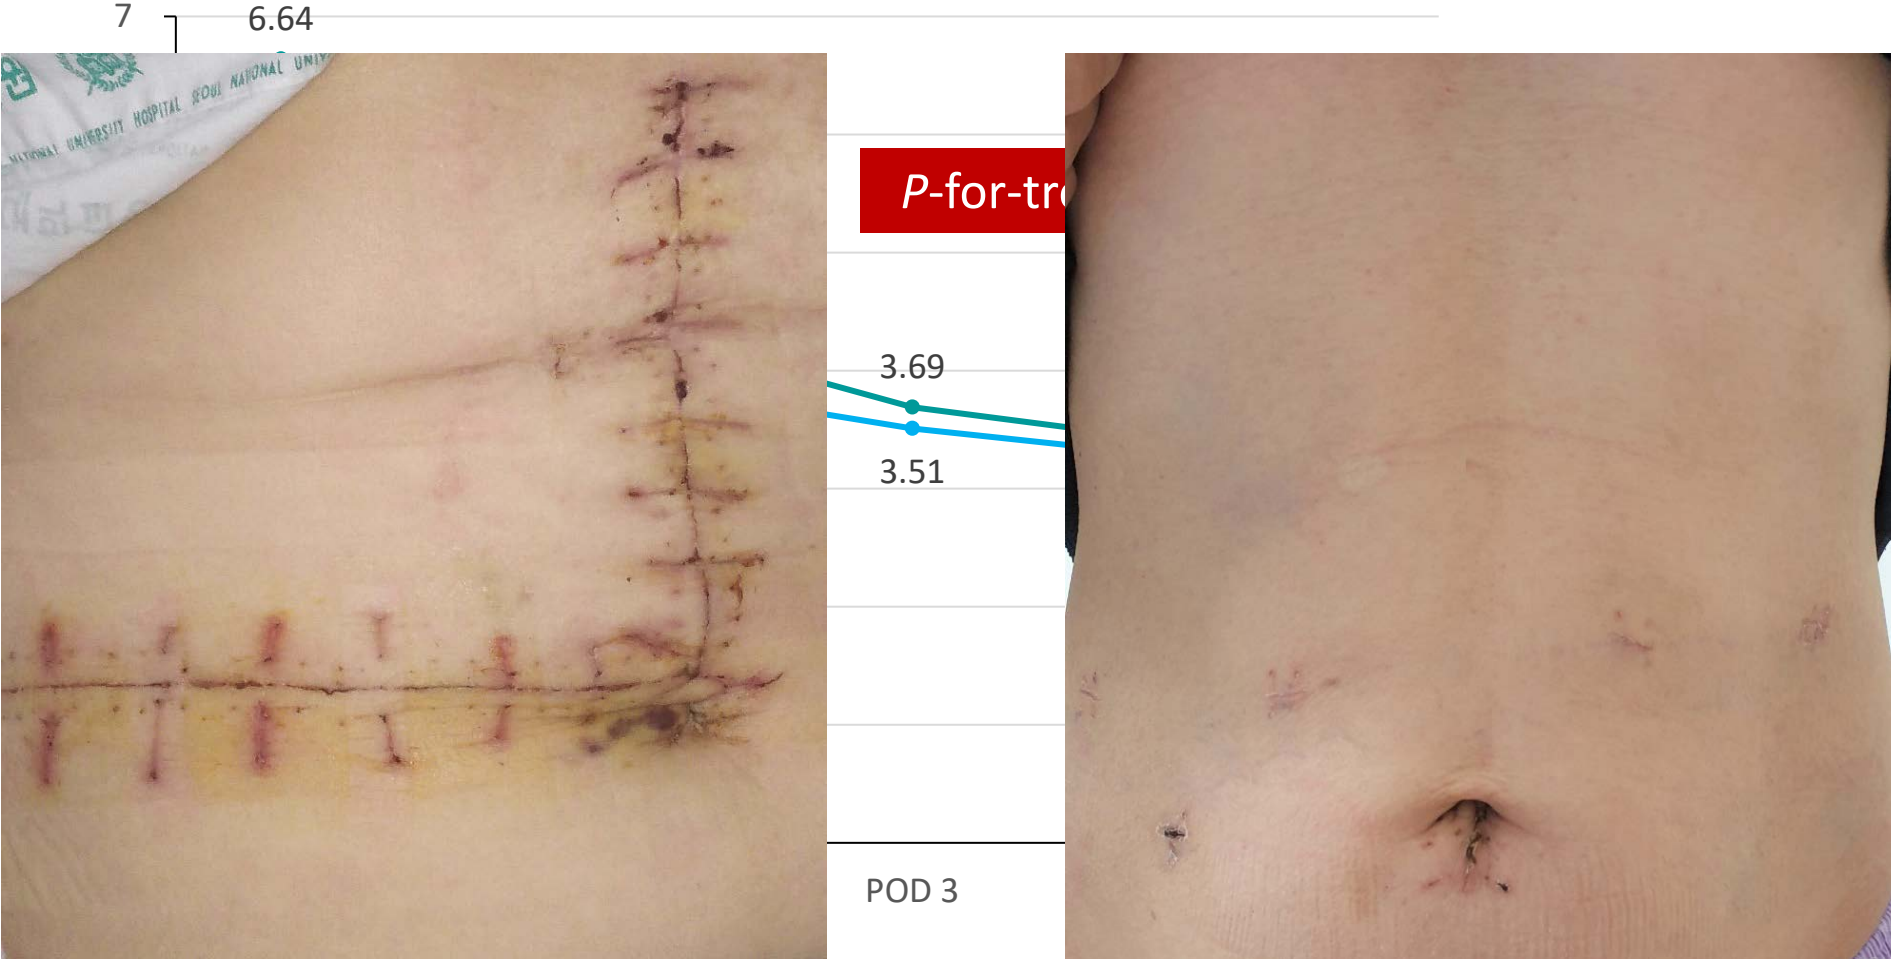 7
6.64
NATIONAL UNIVERSITY HOSPITAL SEOUL NATIONAL UNIV
P-for-tr
3.69
3.51
POD 3